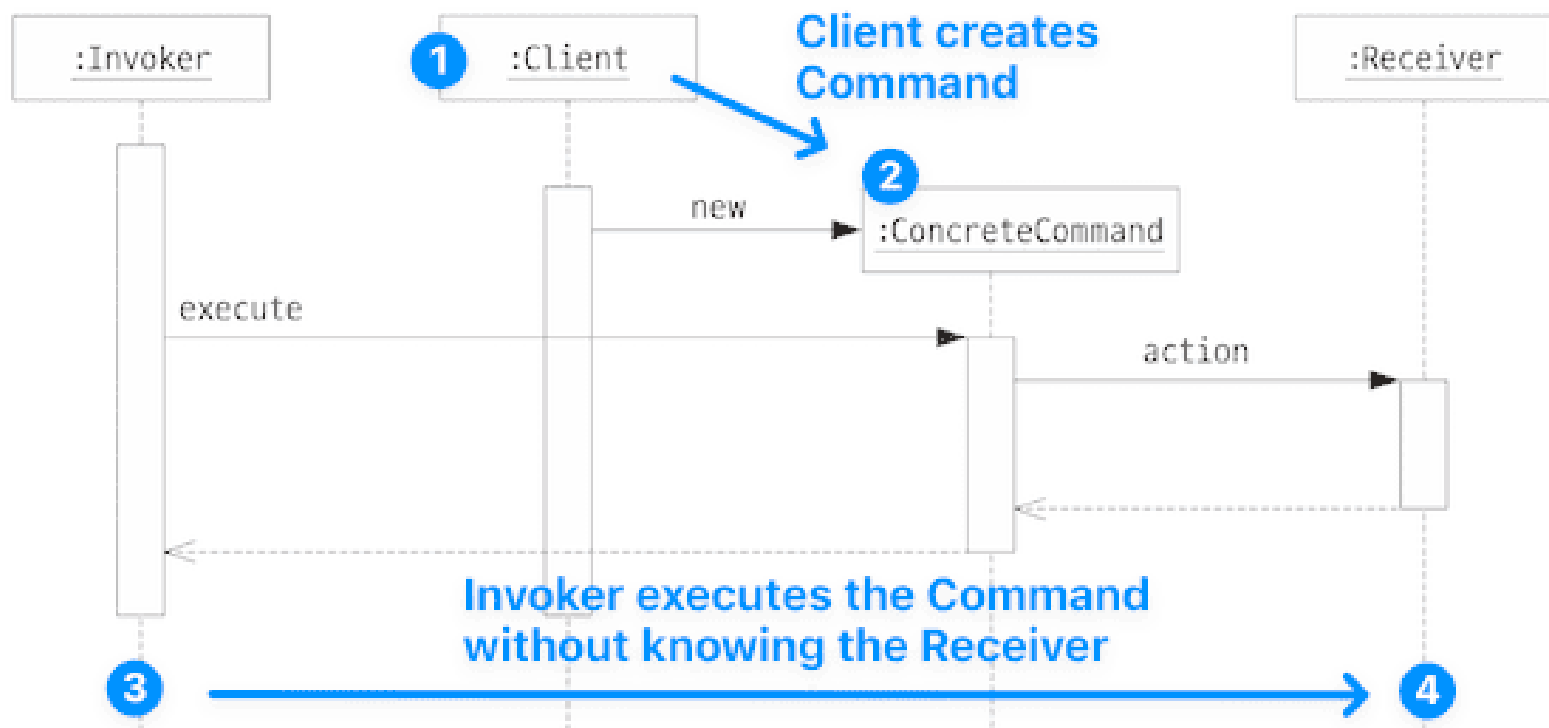 :Invoker
1
:Client
Client creates
Command
:Receiver
2
new
:ConcreteCommand
execute
action
Invoker executes the Command
without knowing the Receiver
3
4